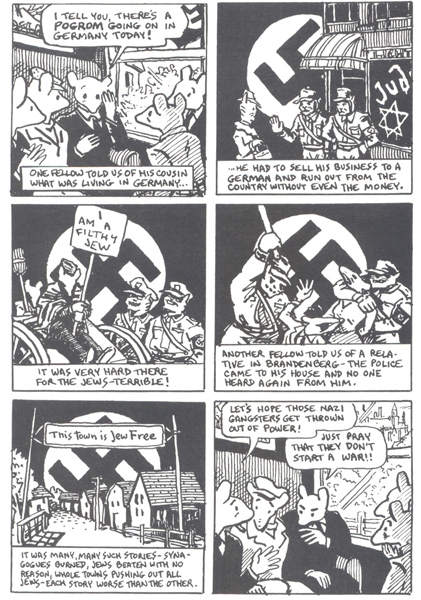 I TELL YOU, THERE'S A
POGROM GOING ON IN
GERMANY TODAY!
ONE FELLOW TOLD US OF HIS COUSIN
WHAT WAS LIVING IN GERMANY...
Jud
...HE HAD TO SELL HIS BUSINESS TO A
GERMAN AND RUN OUT FROM THE
COUNTRY WITHOUT EVEN THE MONEY.
I
AM A
FILTHY
JEW
IT WAS VERY HARD THERE
FOR THE JEWS-TERRIBLE!
ANOTHER FELLOW TOLD US OF A RELA-
TIVE IN BRANDENBERG - THE POLICE
CAME TO HIS HOUSE AND NO ONE
HEARD AGAIN FROM HIM.
This town is Jew Free
IT WAS MANY, MANY SUCH STORIES - SYNA-
GOGUES BURNED, JEWS BEATEN WITH NO
REASON, WHOLE TOWNS PUSHING OUT ALL
JEWS - EACH STORY WORSE THAN THE OTHER.
LET'S HOPE THOSE NAZI
GANGSTERS GET THROWN
OUT OF POWER!
JUST PRAY
THAT THEY DON'T
START A WAR!!